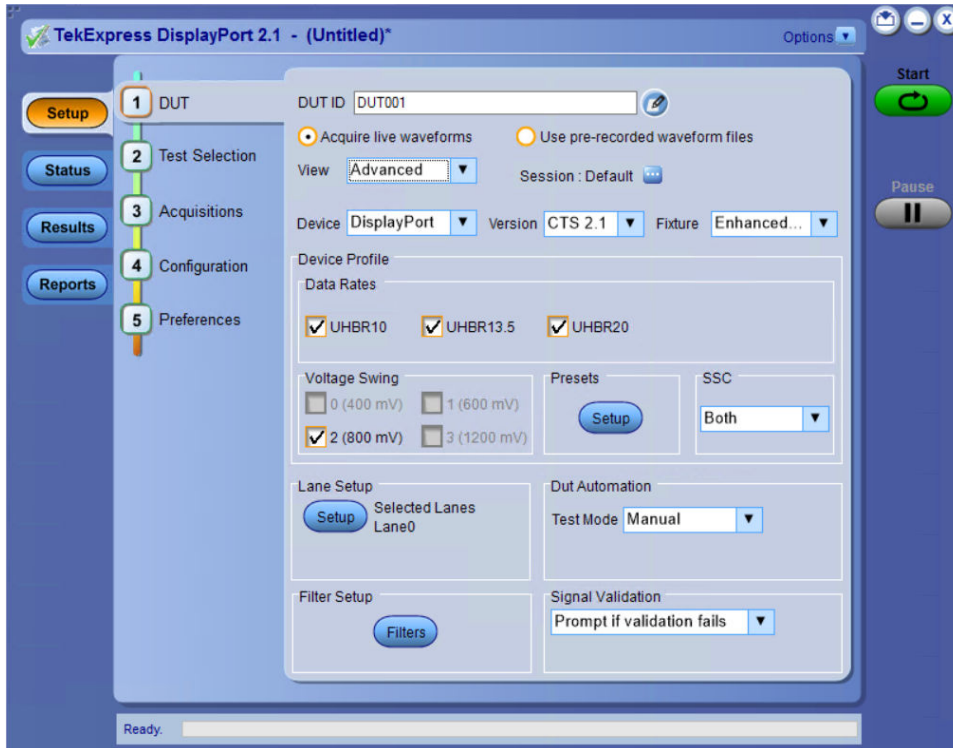 TekExpress DisplayPort 2.1 - (Untitled)*
Options
X
Start
Pause
Setup
Status
Results
Reports
1 DUT
2 Test Selection
3 Acquisitions
4 Configuration
5 Preferences
DUT ID DUT001
Acquire live waveforms Use pre-recorded waveform files
View Advanced Session : Default
Device DisplayPort Version CTS 2.1 Fixture Enhanced...
Device Profile
Data Rates
UHBR10 UHBR13.5 UHBR20
Voltage Swing
0 (400 mV) 1 (600 mV)
2 (800 mV) 3 (1200 mV)
Presets
Setup
SSC
Both
Lane Setup
Setup Selected Lanes
Lane0
Dut Automation
Test Mode Manual
Filter Setup
Filters
Signal Validation
Prompt if validation fails
Ready.